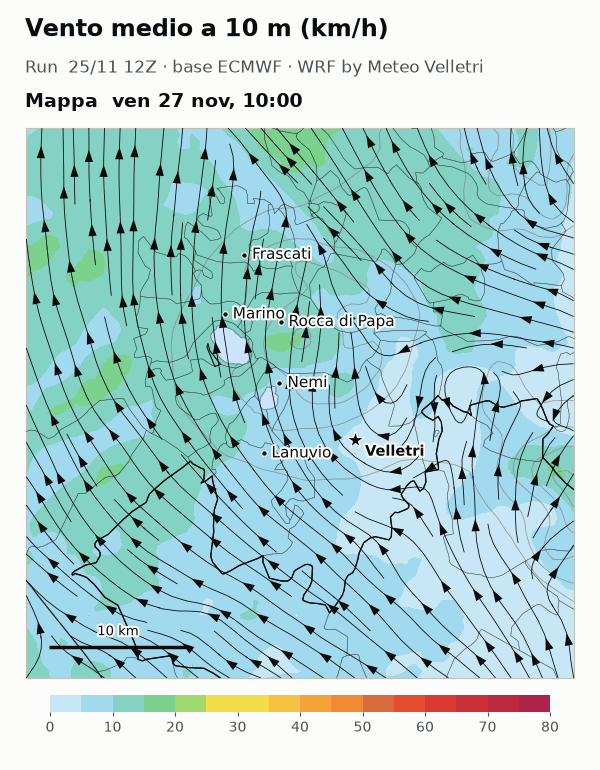 Vento medio a 10 m (km/h)
Run  25/11 12Z · base ECMWF · WRF by Meteo Velletri
Mappa  ven 27 nov, 10:00
Frascati
Marino
Rocca di Papa
Nemi
Velletri
Lanuvio
10 km
0 10 20 30 40 50 60 70 80